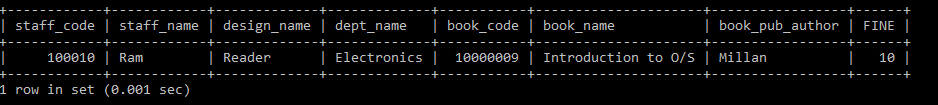 +------------+------------+-------------+-------------+-----------+---------------------+-----------------+------+
| staff_code | staff_name | design_name | dept_name   | book_code | book_name           | book_pub_author | FINE |
+------------+------------+-------------+-------------+-----------+---------------------+-----------------+------+
|     100010 | Ram        | Reader      | Electronics |  10000009 | Introduction to O/S | Millan          |   10 |
+------------+------------+-------------+-------------+-----------+---------------------+-----------------+------+
1 row in set (0.001 sec)